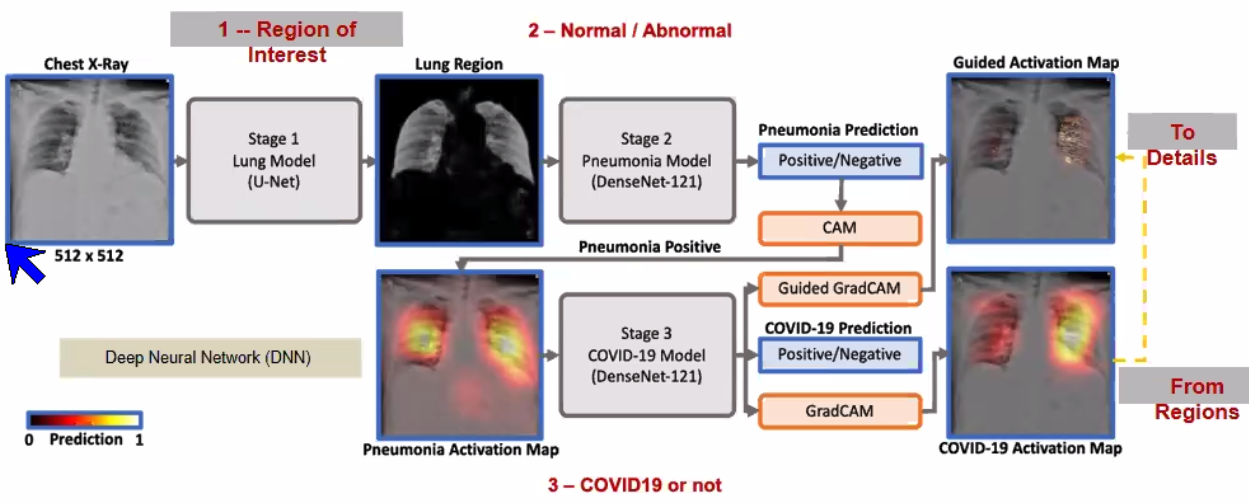 1 -- Region of
Interest
2 – Normal / Abnormal
Chest X-Ray
Lung Region
Guided Activation Map
Stage 1
Lung Model
(U-Net)
Stage 2
Pneumonia Model
(DenseNet-121)
Pneumonia Prediction
Positive/Negative
To
Details
CAM
512 x 512
Pneumonia Positive
Guided GradCAM
Deep Neural Network (DNN)
Stage 3
COVID-19 Model
(DenseNet-121)
COVID-19 Prediction
Positive/Negative
GradCAM
From
Regions
0 Prediction 1
Pneumonia Activation Map
COVID-19 Activation Map
3 – COVID19 or not